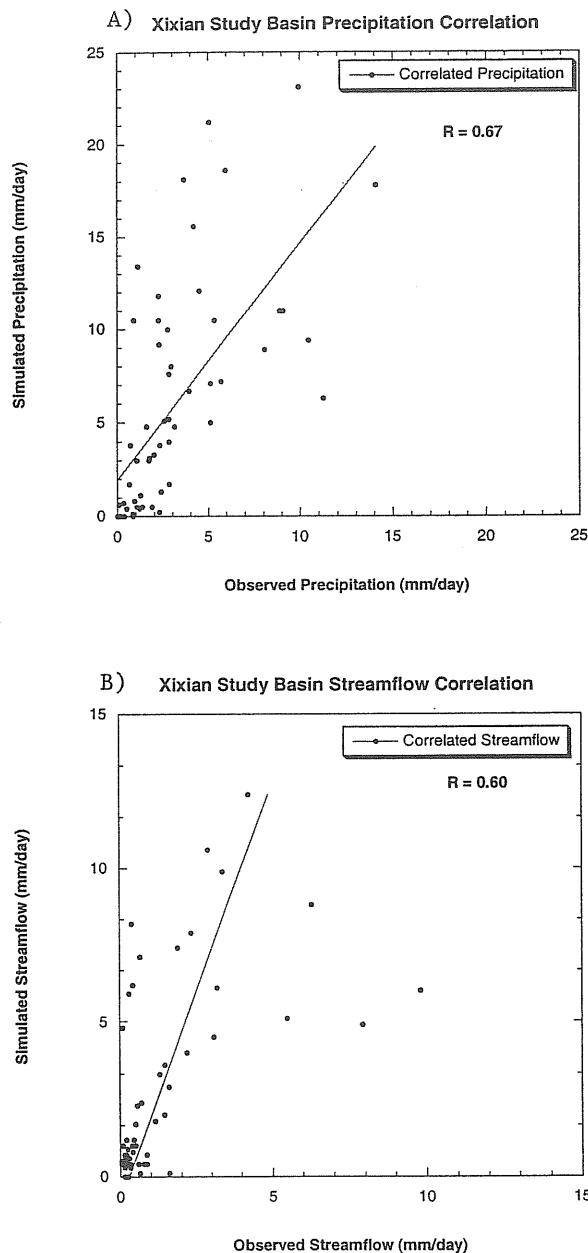 A) Xixian Study Basin Precipitation Correlation
25
Correlated Precipitation
R = 0.67
20
15
10
5
0
Simulated Precipitation (mm/day)
0 5 10 15 20 25
Observed Precipitation (mm/day)
B) Xixian Study Basin Streamflow Correlation
15
Correlated Streamflow
R = 0.60
10
5
0
Simulated Streamflow (mm/day)
0 5 10 15
Observed Streamflow (mm/day)